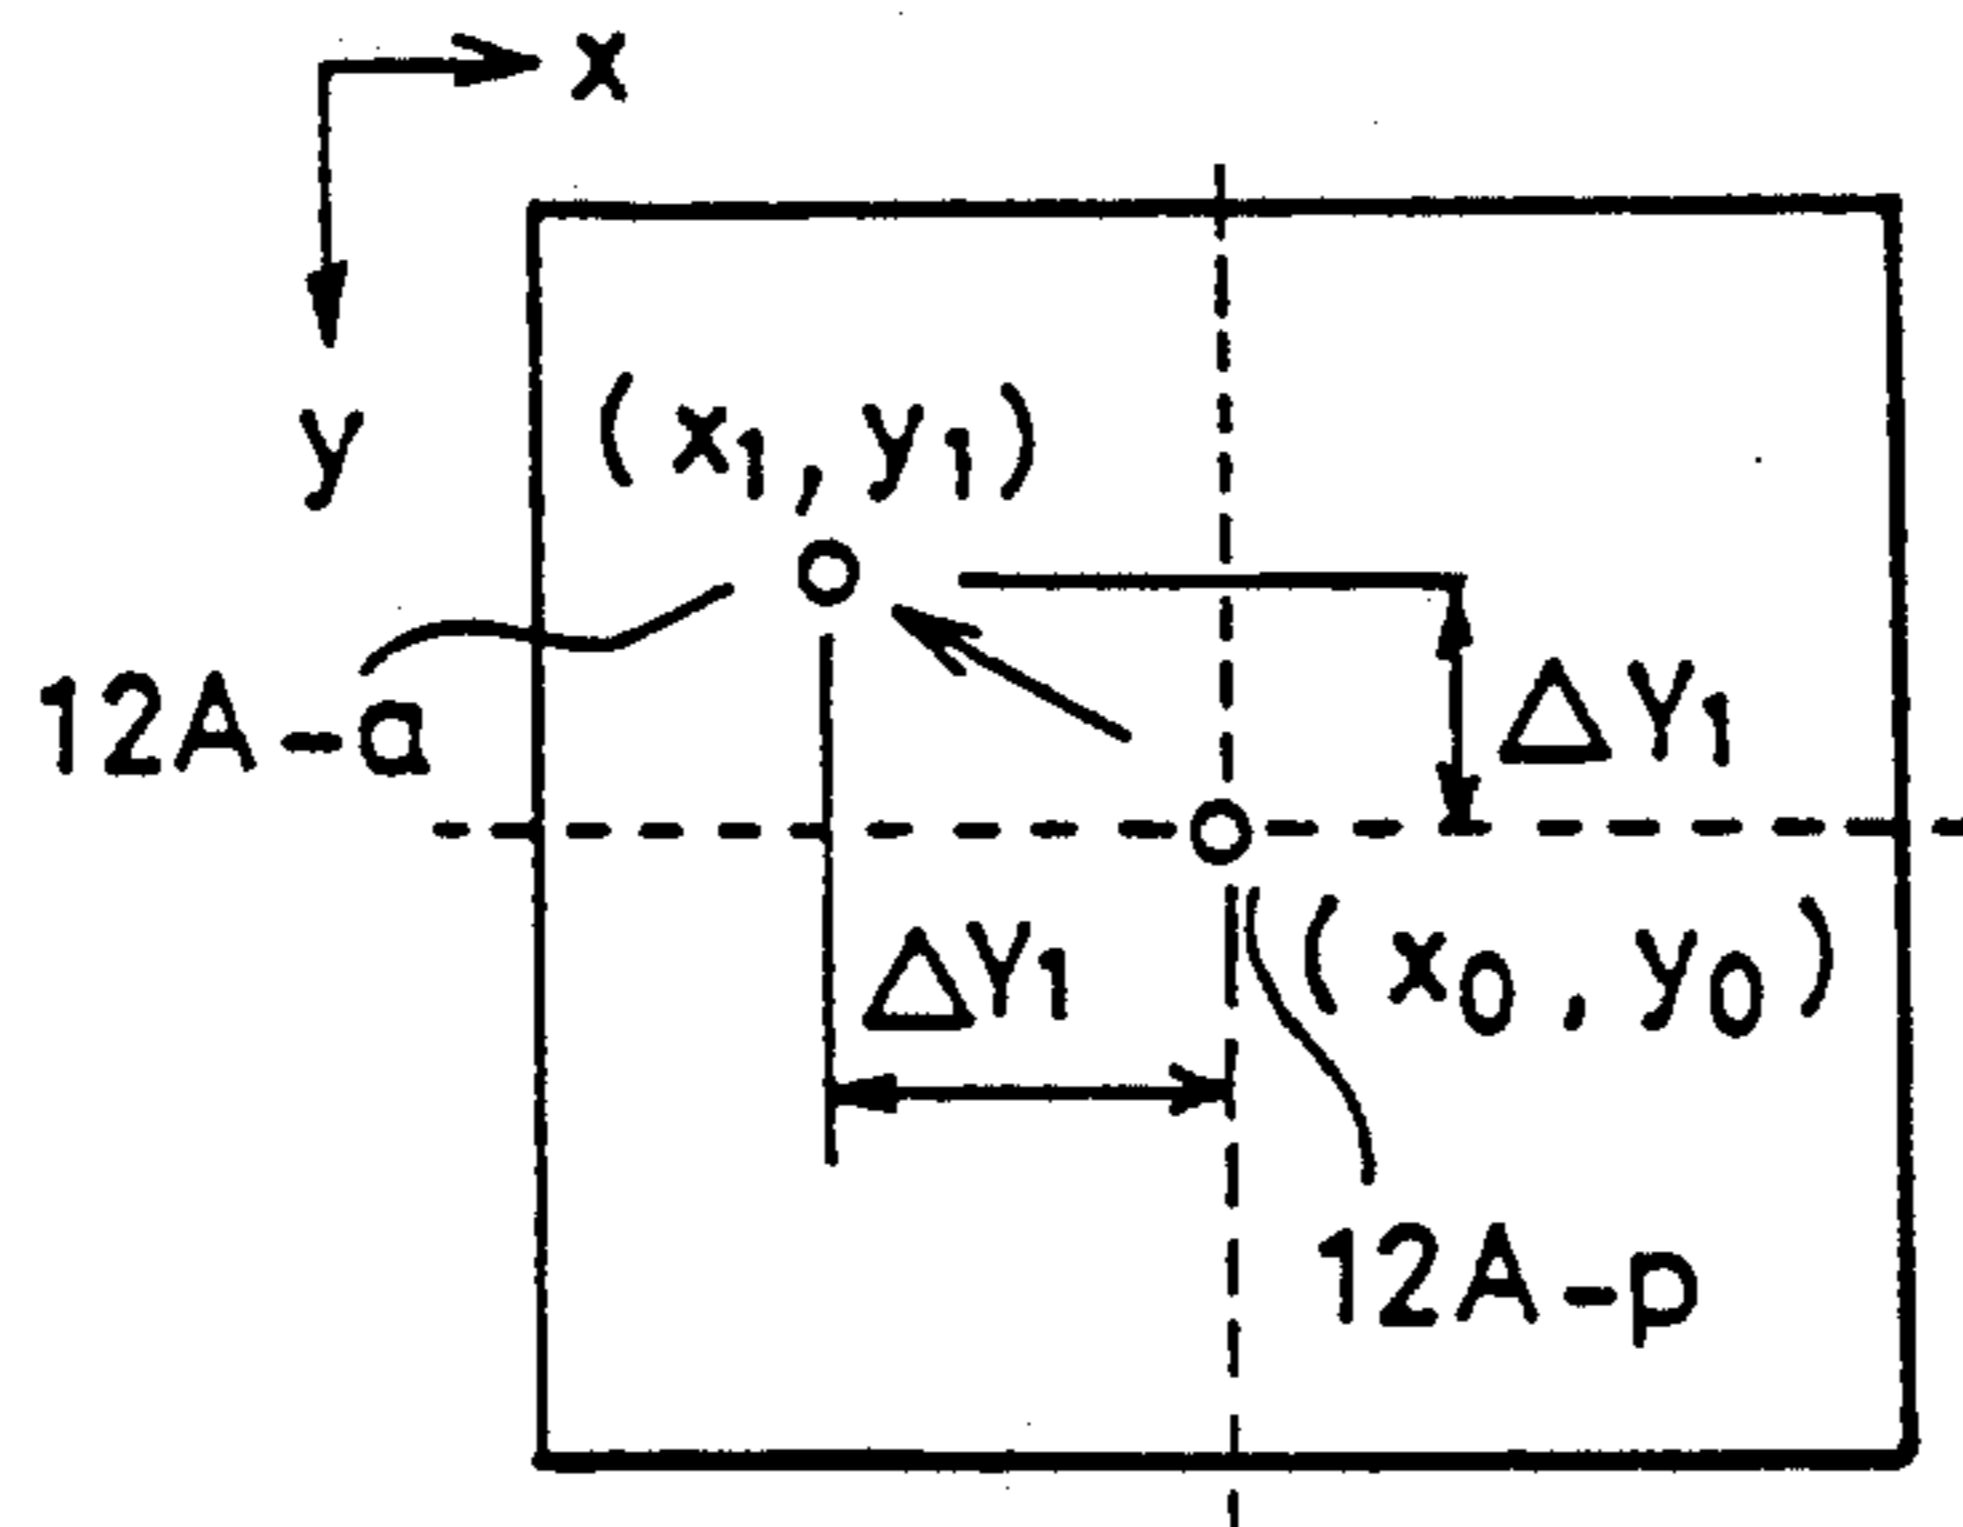 x
y
(x₁, y₁)
12A-a
ΔY₁
ΔY₁
(x₀, y₀)
12A-p